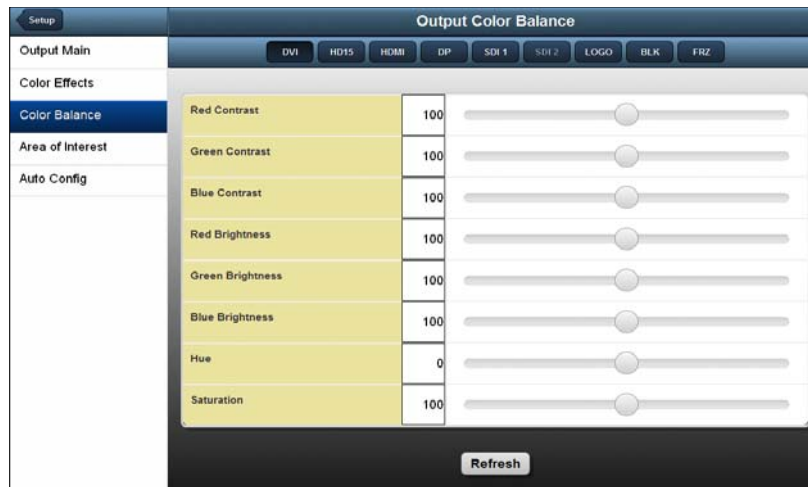 Setup
Output Color Balance
Output Main
Color Effects
Color Balance
Area of Interest
Auto Config
DVI HD15 HDMI DP SDI 1 SDI 2 LOGO BLK FRZ
Red Contrast 100
Green Contrast 100
Blue Contrast 100
Red Brightness 100
Green Brightness 100
Blue Brightness 100
Hue 0
Saturation 100
Refresh